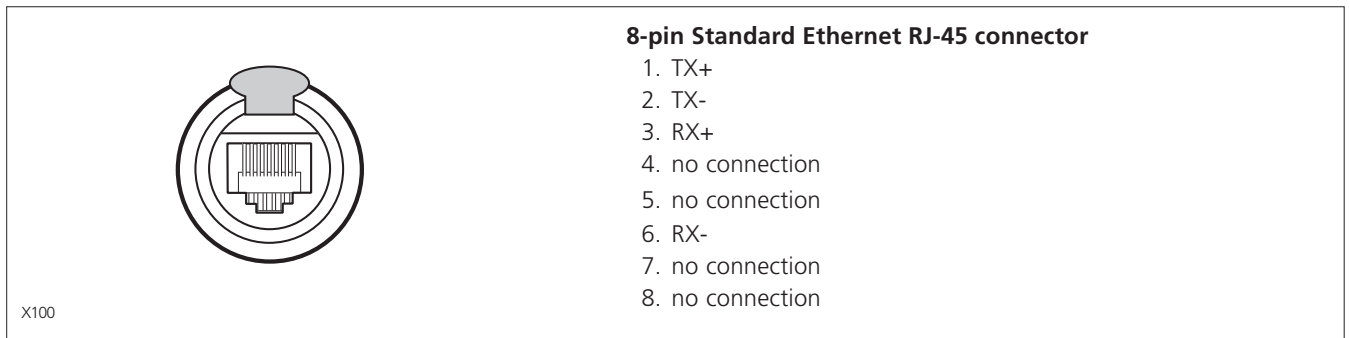 8-pin Standard Ethernet RJ-45 connector
1. TX+
2. TX-
3. RX+
4. no connection
5. no connection
6. RX-
7. no connection
8. no connection
X100